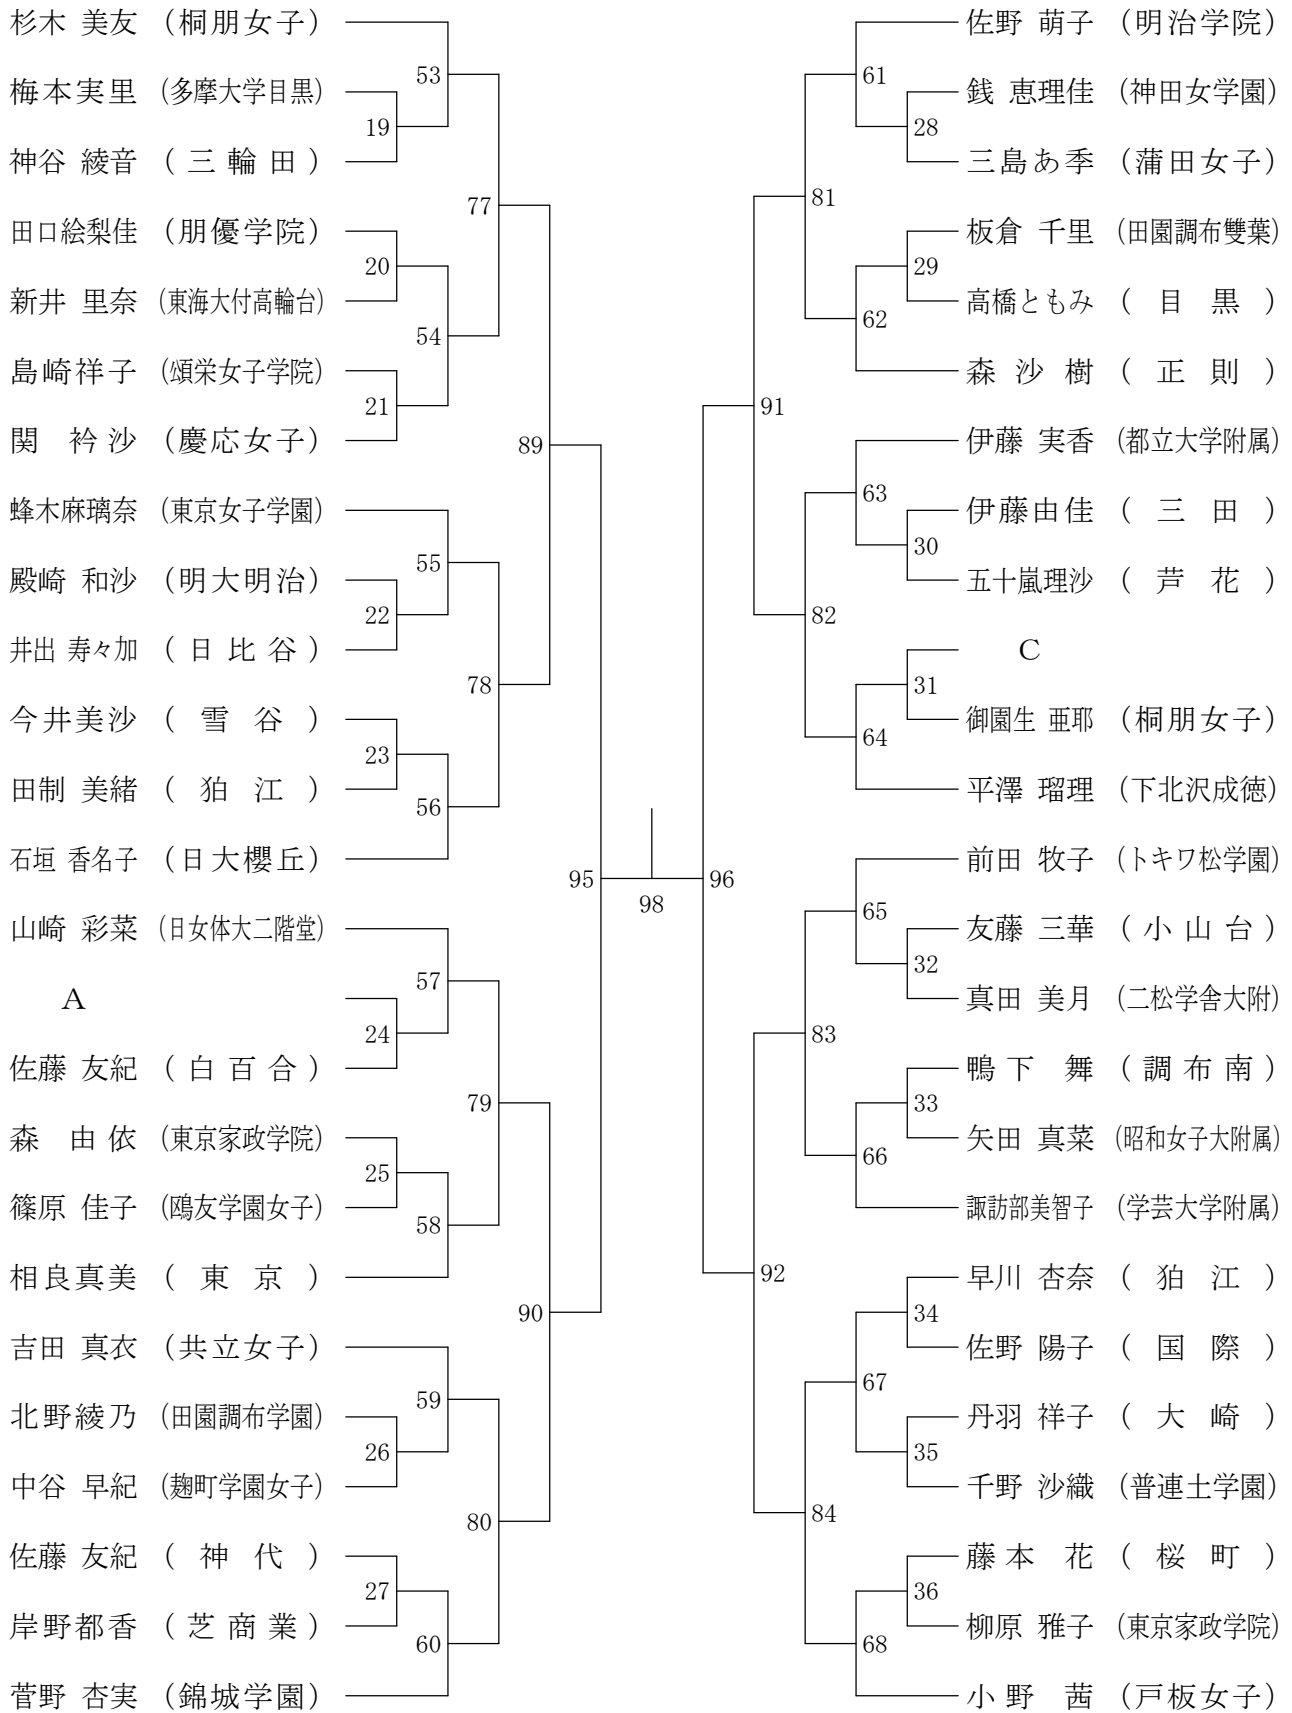 杉木 美友 （桐朋女子）
梅本実里 （多摩大学目黒）
神谷 綾音 （三輪田）
田口絵梨佳 （朋優学院）
新井 里奈 （東海大付高輪台）
島崎祥子 （頌栄女子学院）
関 衿沙 （慶応女子）
蜂木麻璃奈 （東京女子学園）
殿崎 和沙 （明大明治）
井出 寿々加 （日比谷）
今井美沙 （雪谷）
田制 美緒 （狛江）
石垣 香名子 （日大櫻丘）
山崎 彩菜 （日女体大二階堂）
A
佐藤 友紀 （白百合）
森 由依 （東京家政学院）
篠原 佳子 （鴎友学園女子）
相良真美 （東京）
吉田 真衣 （共立女子）
北野綾乃 （田園調布学園）
中谷 早紀 （麹町学園女子）
佐藤 友紀 （神代）
岸野都香 （芝商業）
菅野 杏実 （錦城学園）
19
20
21
22
23
24
25
26
27
53
54
55
56
57
58
59
60
77
78
79
80
89
90
95
98
96
91
92
81
82
83
84
61
62
63
64
65
66
67
68
28
29
30
31
32
33
34
35
36
佐野 萌子 （明治学院）
銭 恵理佳 （神田女学園）
三島あ季 （蒲田女子）
板倉 千里 （田園調布雙葉）
高橋ともみ （目黒）
森 沙樹 （正則）
伊藤 実香 （都立大学附属）
伊藤由佳 （三田）
五十嵐理沙 （芦花）
C
御園生 亜耶 （桐朋女子）
平澤 瑠理 （下北沢成徳）
前田 牧子 （トキワ松学園）
友藤 三華 （小山台）
真田 美月 （二松学舎大附）
鴨下 舞 （調布南）
矢田 真菜 （昭和女子大附属）
諏訪部美智子 （学芸大学附属）
早川 杏奈 （狛江）
佐野 陽子 （国際）
丹羽 祥子 （大崎）
千野 沙織 （普連土学園）
藤本 花 （桜町）
柳原 雅子 （東京家政学院）
小野 茜 （戸板女子）